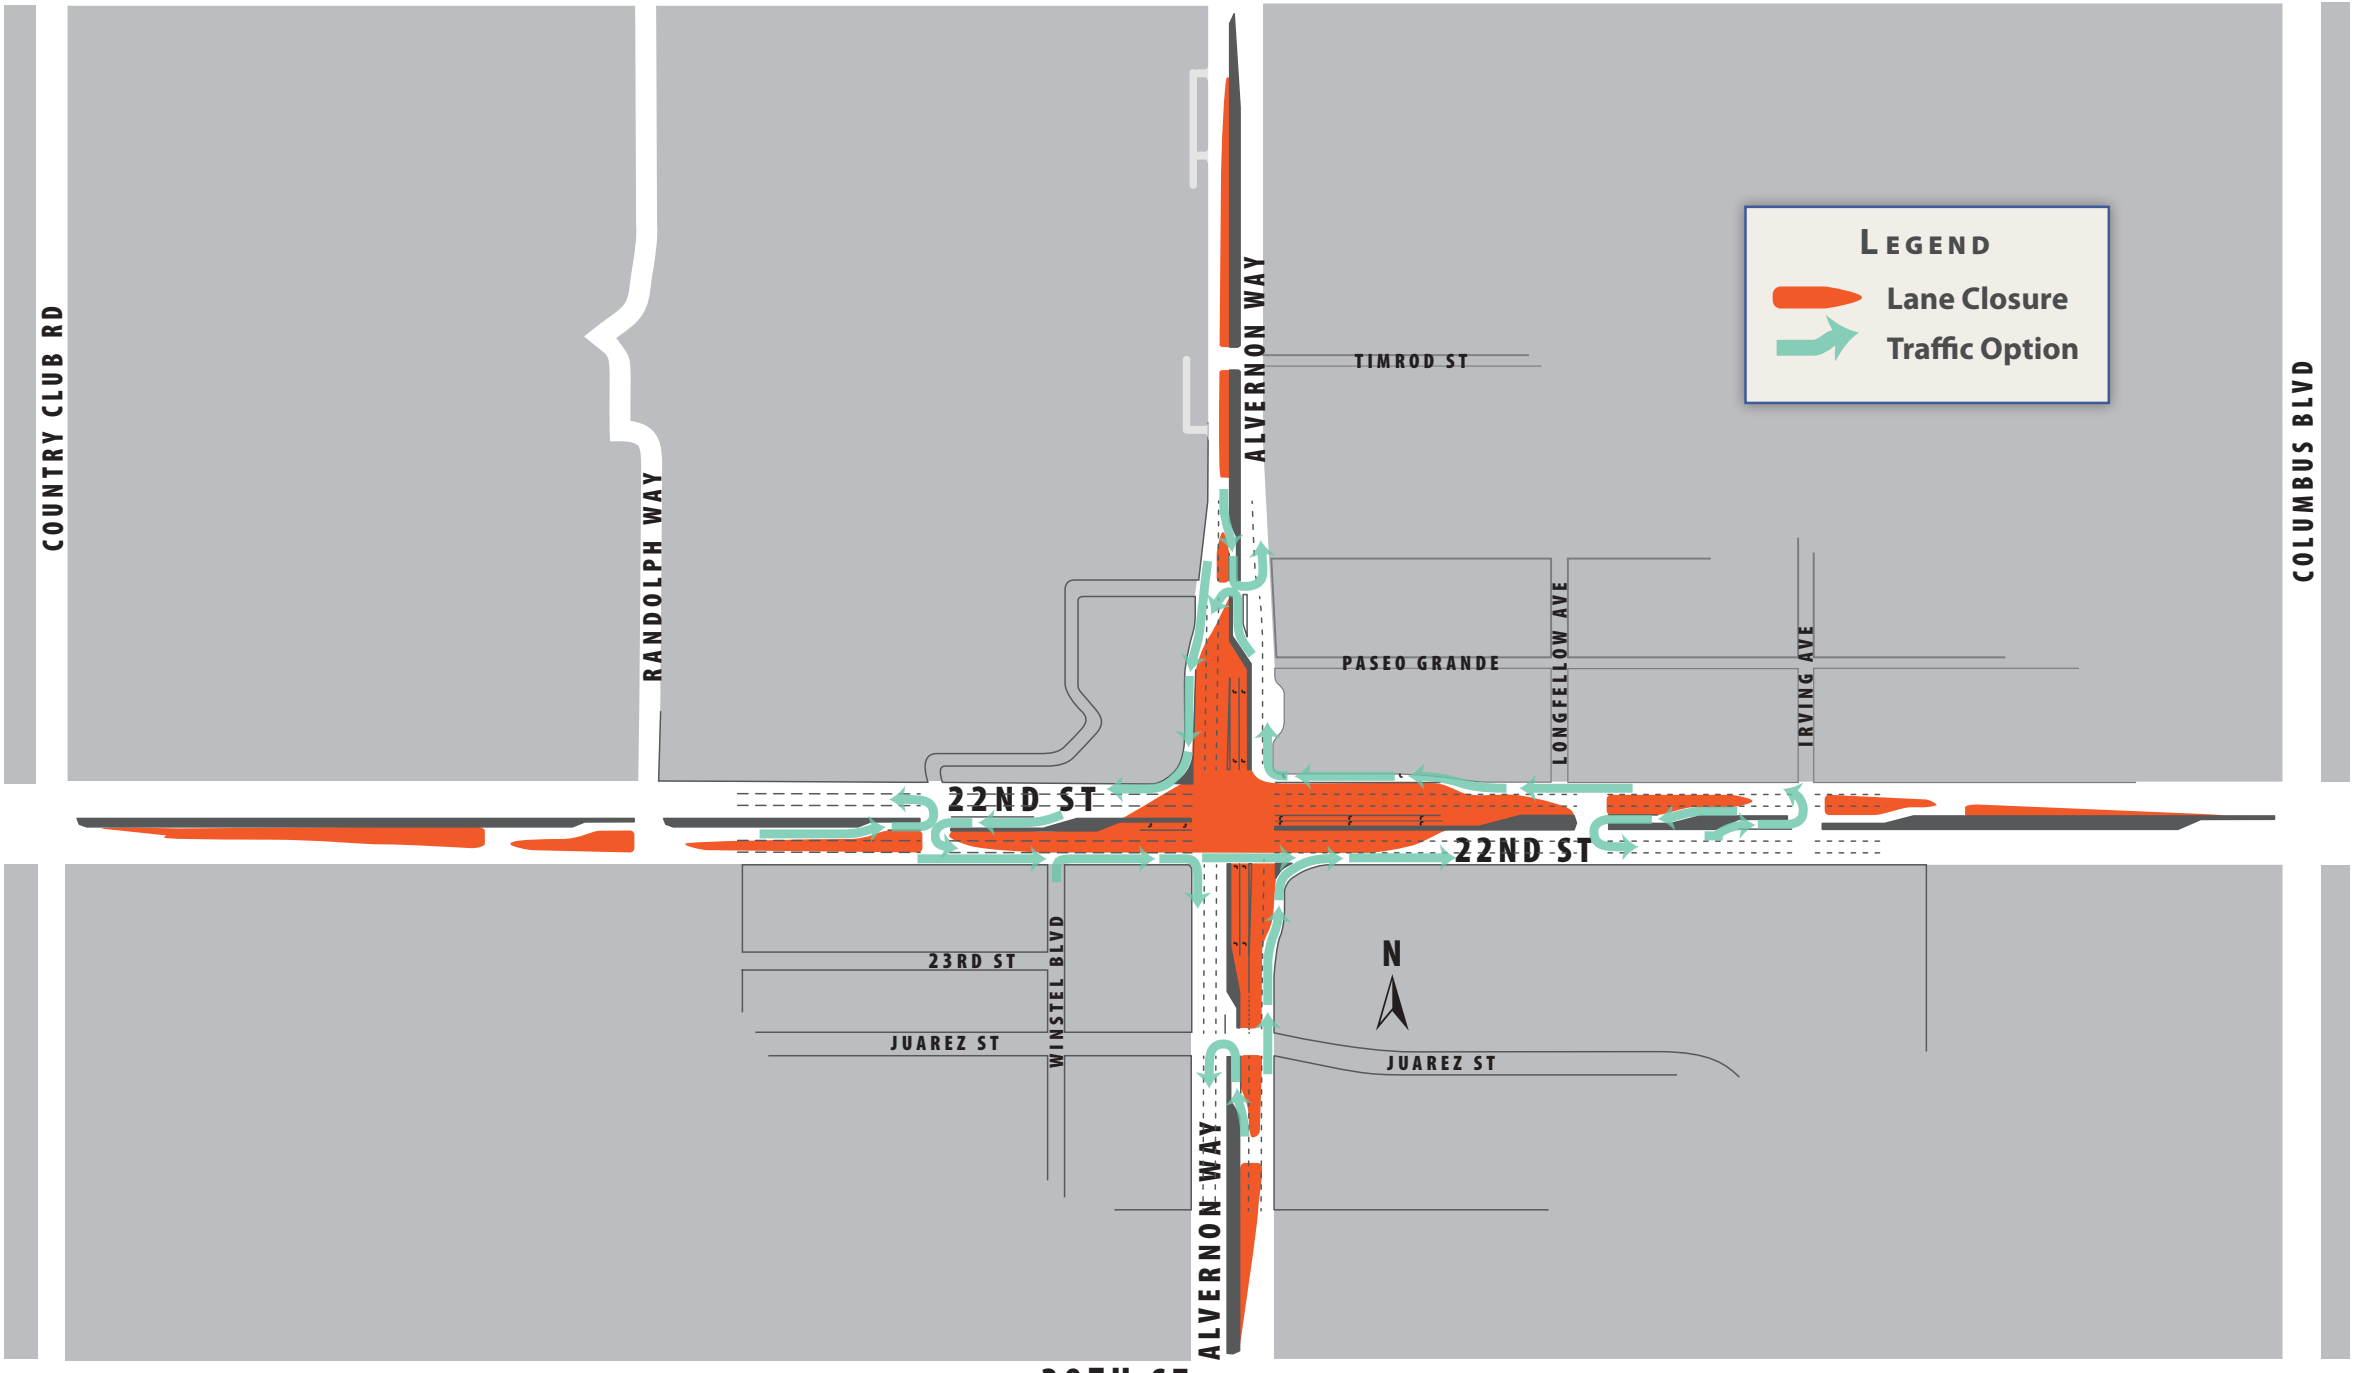 LEGEND
Lane Closure
Traffic Option
COUNTRY CLUB RD
RANDOLPH WAY
ALVERNON WAY
TIMROD ST
COLUMBUS BLVD
PASEO GRANDE
LONGFELLOW AVE
IRVING AVE
22ND ST
22ND ST
N
23RD ST
WINSTEL BLVD
JUAREZ ST
JUAREZ ST
ALVERNON WAY